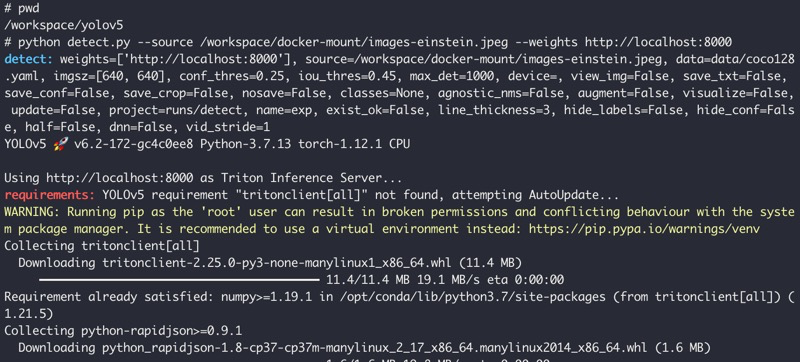 # pwd
/workspace/yolov5
# python detect.py --source /workspace/docker-mount/images-einstein.jpeg --weights http://localhost:8000
detect: weights=['http://localhost:8000'], source=/workspace/docker-mount/images-einstein.jpeg, data=data/coco128
.yaml, imgsz=[640, 640], conf_thres=0.25, iou_thres=0.45, max_det=1000, device=, view_img=False, save_txt=False,
save_conf=False, save_crop=False, nosave=False, classes=None, agnostic_nms=False, augment=False, visualize=False,
update=False, project=runs/detect, name=exp, exist_ok=False, line_thickness=3, hide_labels=False, hide_conf=Fals
e, half=False, dnn=False, vid_stride=1
YOLOv5 🚀 v6.2-172-gc4c0ee8 Python-3.7.13 torch-1.12.1 CPU
Using http://localhost:8000 as Triton Inference Server...
requirements: YOLOv5 requirement "tritonclient[all]" not found, attempting AutoUpdate...
WARNING: Running pip as the 'root' user can result in broken permissions and conflicting behaviour with the syste
m package manager. It is recommended to use a virtual environment instead: https://pip.pypa.io/warnings/venv
Collecting tritonclient[all]
Downloading tritonclient-2.25.0-py3-none-manylinux1_x86_64.whl (11.4 MB)
11.4/11.4 MB 19.1 MB/s eta 0:00:00
Requirement already satisfied: numpy>=1.19.1 in /opt/conda/lib/python3.7/site-packages (from tritonclient[all]) (
1.21.5)
Collecting python-rapidjson>=0.9.1
Downloading python_rapidjson-1.8-cp37-cp37m-manylinux_2_17_x86_64.manylinux2014_x86_64.whl (1.6 MB)